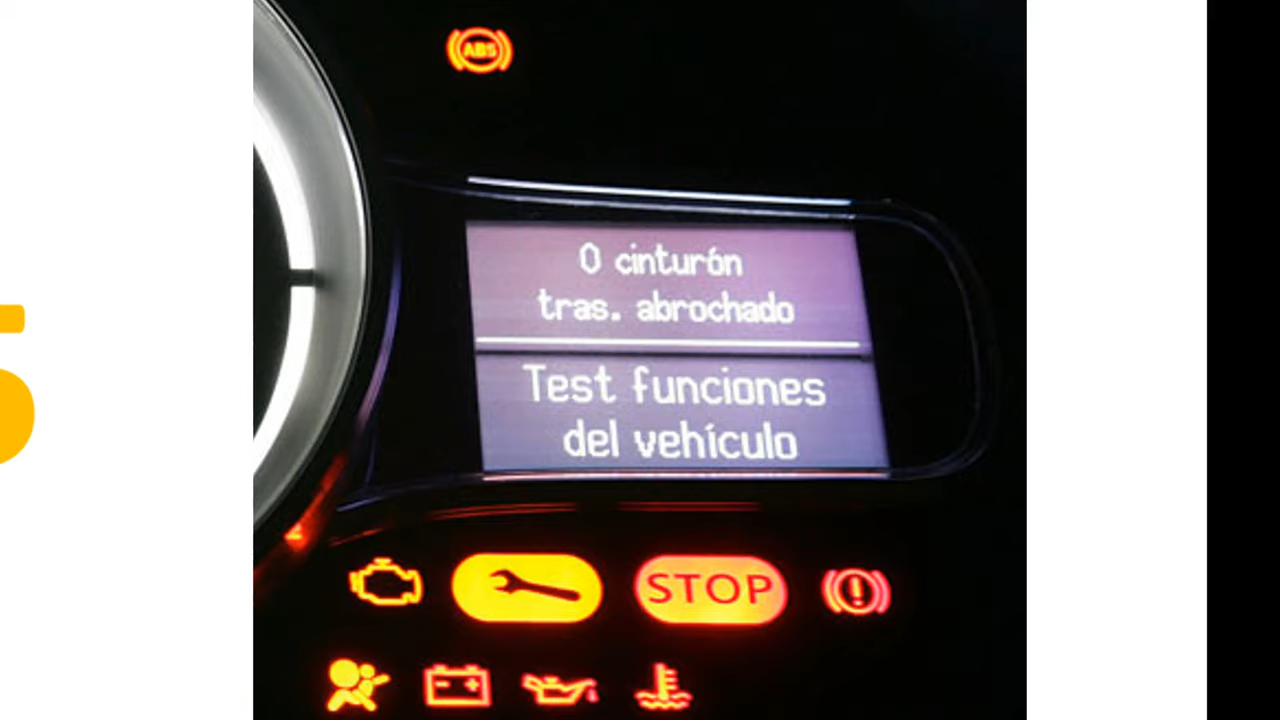 ABS
0 cinturón
tras. abrochado
Test funciones
del vehículo
STOP